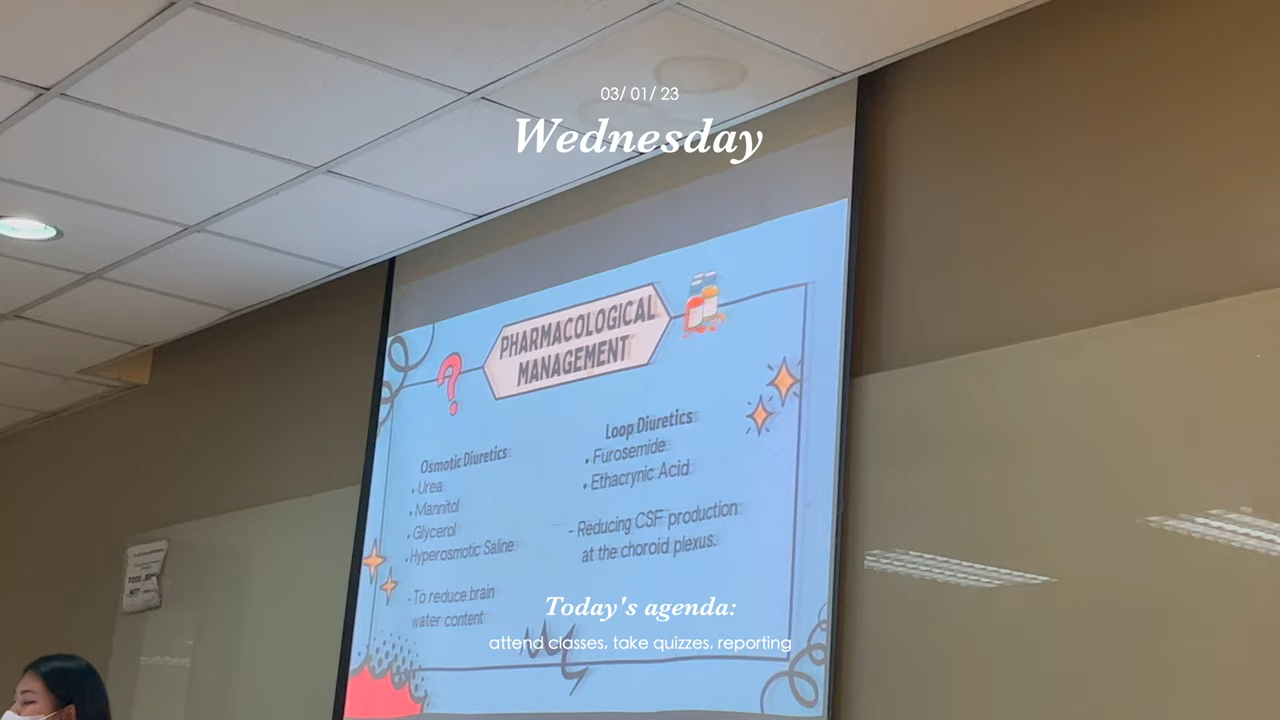 03/ 01/ 23
Wednesday
PHARMACOLOGICAL
MANAGEMENT
Osmotic Diuretics
• Urea
• Mannitol
• Glycerol
• Hyperosmotic Saline
- To reduce brain
water content
Loop Diuretics
• Furosemide
• Ethacrynic Acid
- Reducing CSF production
at the choroid plexus.
Today's agenda:
attend classes, take quizzes, reporting